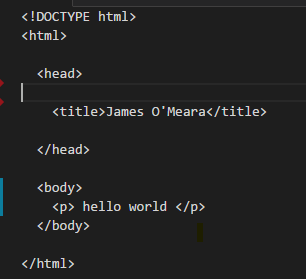 <!DOCTYPE html>
<html>
<head>
<title>James O'Meara</title>
</head>
<body>
<p> hello world </p>
</body>
</html>